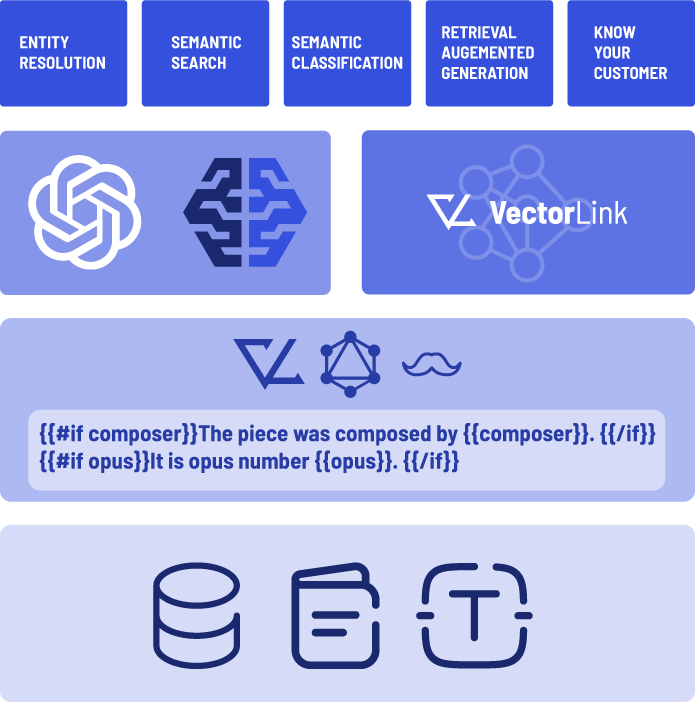 ENTITY
RESOLUTION
SEMANTIC
SEARCH
SEMANTIC
CLASSIFICATION
RETRIEVAL
AUGEMENTED
GENERATION
KNOW
YOUR
CUSTOMER
VectorLink
{{#if composer}}The piece was composed by {{composer}}. {{/if}}
{{#if opus}}It is opus number {{opus}}. {{/if}}
T